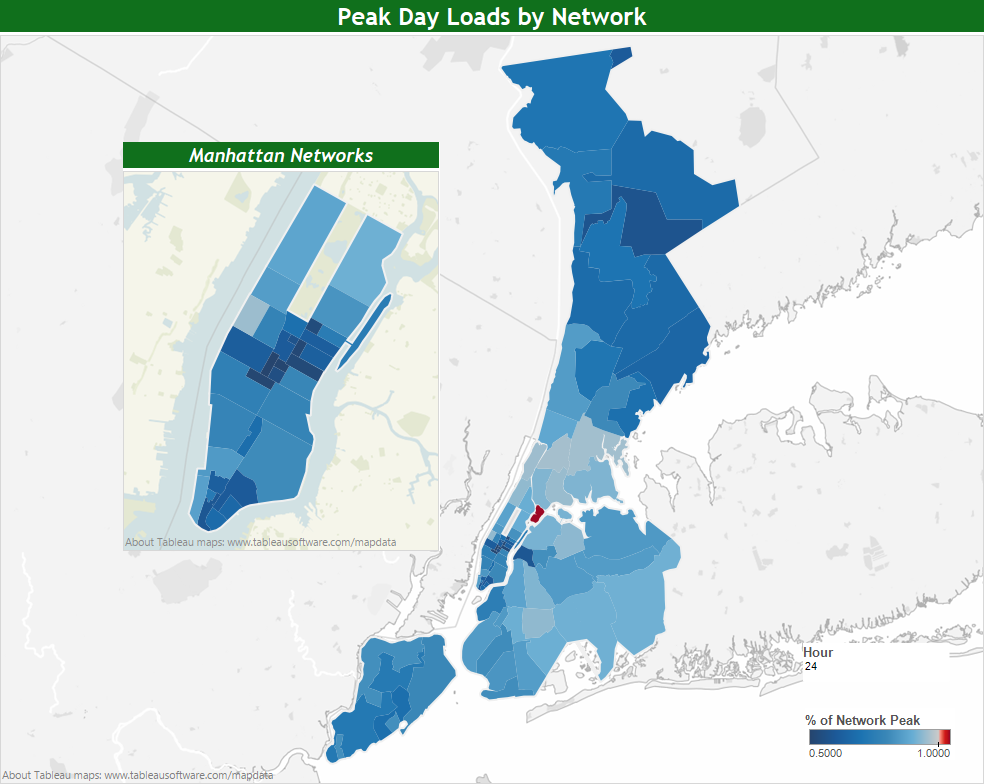 Peak Day Loads by Network
Manhattan Networks
About Tableau maps: www.tableausoftware.com/mapdata
Hour
24
% of Network Peak
0.5000 1.0000
About Tableau maps: www.tableausoftware.com/mapdata